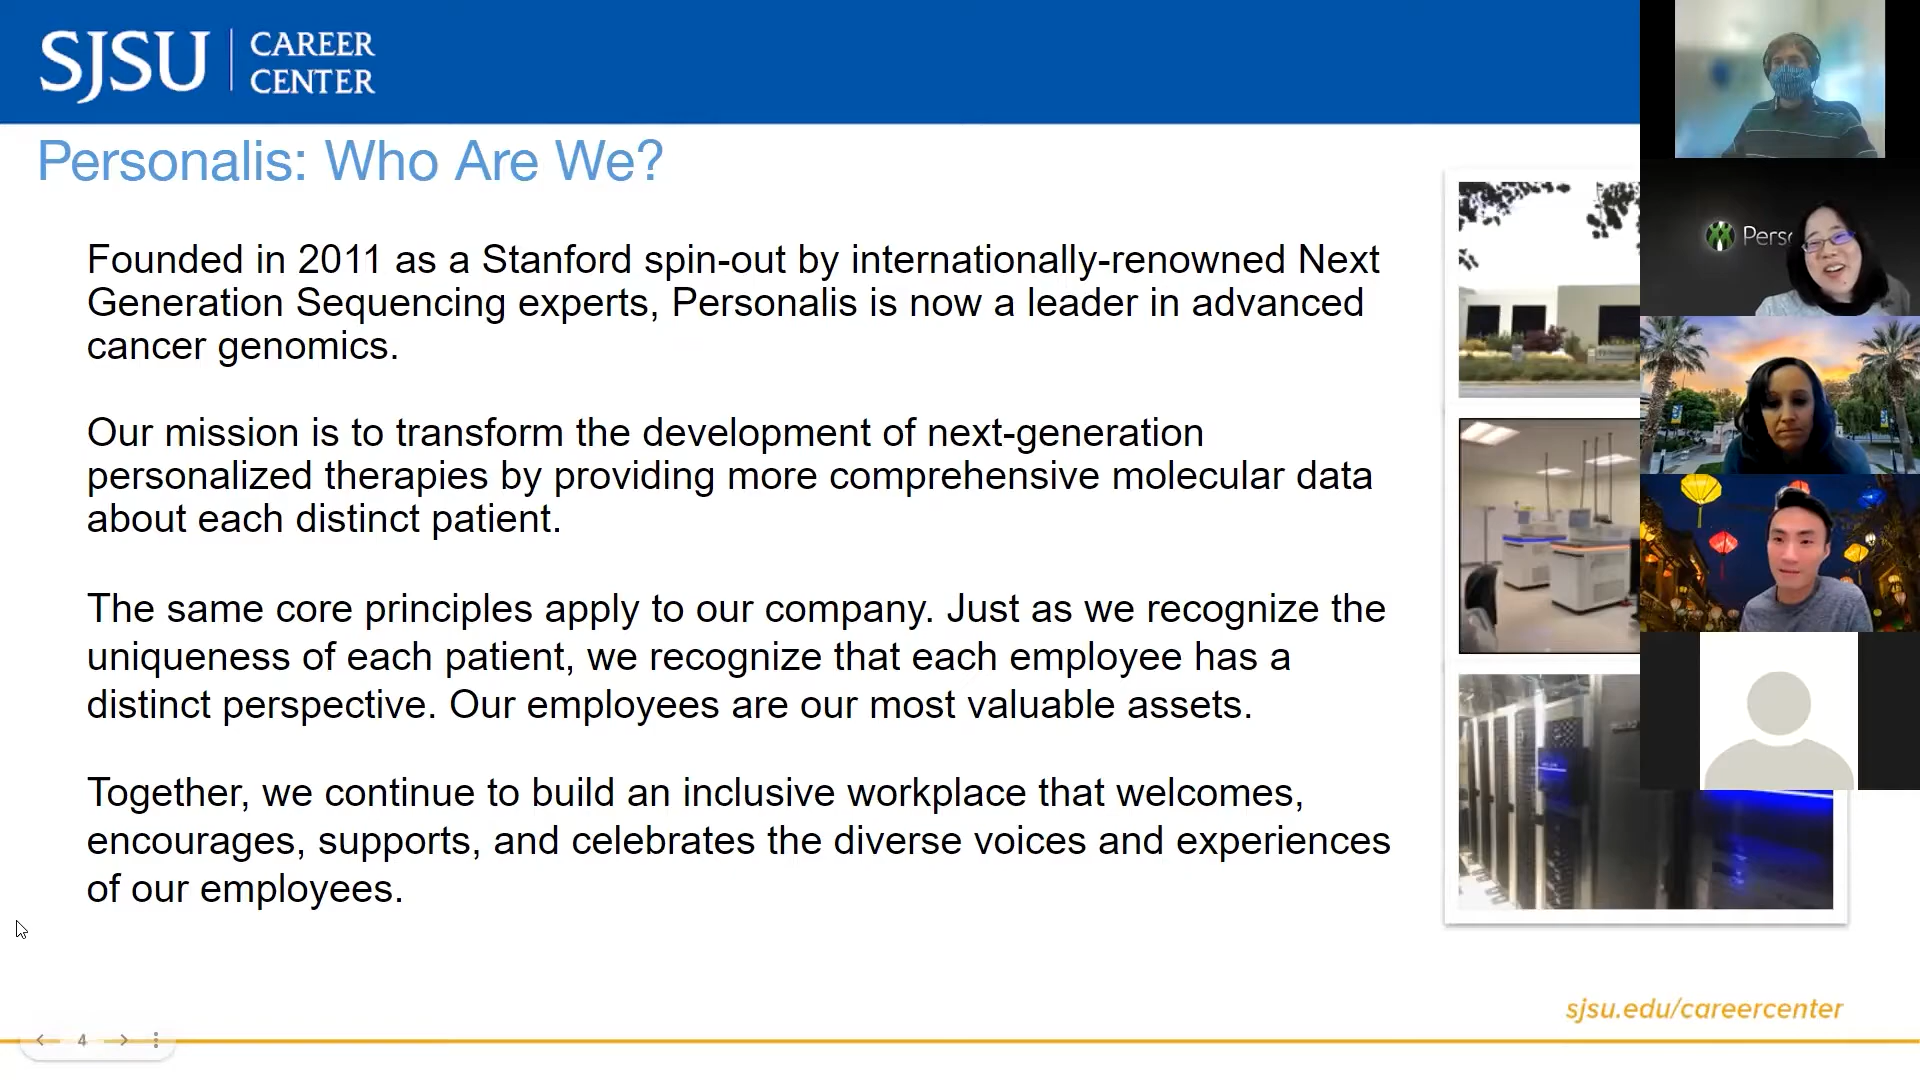 SJSU
CAREER
CENTER
Personalis: Who Are We?
Founded in 2011 as a Stanford spin-out by internationally-renowned Next
Generation Sequencing experts, Personalis is now a leader in advanced
cancer genomics.
Our mission is to transform the development of next-generation
personalized therapies by providing more comprehensive molecular data
about each distinct patient.
The same core principles apply to our company. Just as we recognize the
uniqueness of each patient, we recognize that each employee has a
distinct perspective. Our employees are our most valuable assets.
Together, we continue to build an inclusive workplace that welcomes,
encourages, supports, and celebrates the diverse voices and experiences
of our employees.
Pers
sjsu.edu/careercenter
4